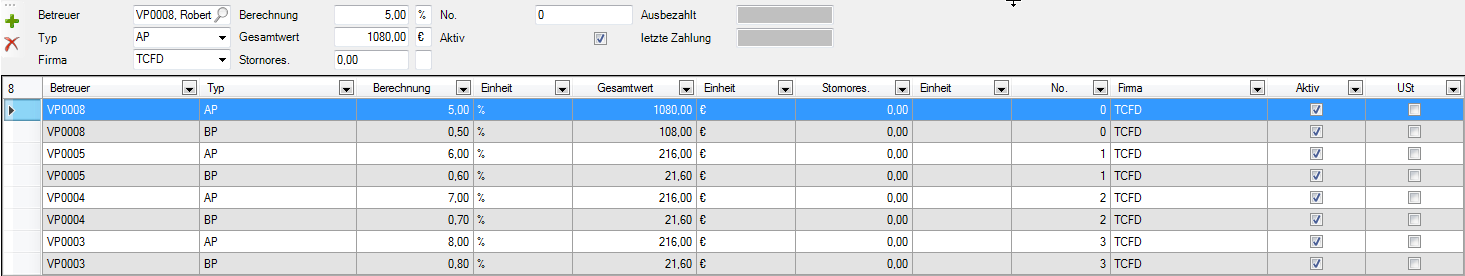 Betreuer VP0008, Robert Berechnung 5,00 % No. 0 Ausbezahlt
Typ AP Gesamtwert 1080,00 € Aktiv letzte Zahlung
Firma TCFD Stornores. 0,00
8 Betreuer Typ Berechnung Einheit Gesamtwert Einheit Stornores. Einheit No. Firma Aktiv USt
VP0008 AP 5,00 % 1080,00 € 0,00 0 TCFD
VP0008 BP 0,50 % 108,00 € 0,00 0 TCFD
VP0005 AP 6,00 % 216,00 € 0,00 1 TCFD
VP0005 BP 0,60 % 21,60 € 0,00 1 TCFD
VP0004 AP 7,00 % 216,00 € 0,00 2 TCFD
VP0004 BP 0,70 % 21,60 € 0,00 2 TCFD
VP0003 AP 8,00 % 216,00 € 0,00 3 TCFD
VP0003 BP 0,80 % 21,60 € 0,00 3 TCFD